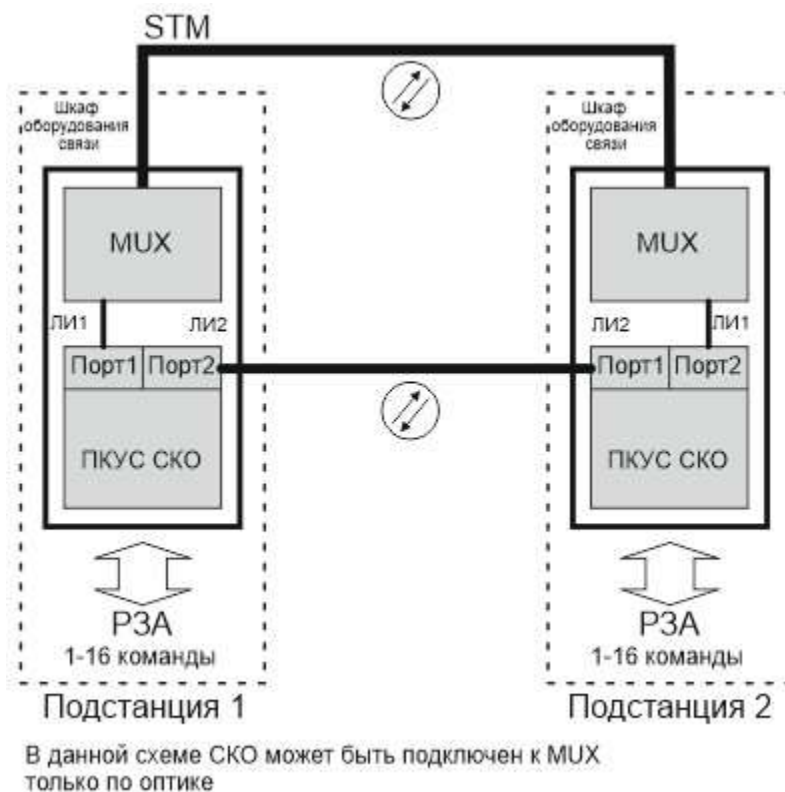 STM
Шкаф
оборудования
связи
Шкаф
оборудования
связи
MUX
MUX
ЛИ1
ЛИ2
ЛИ2
ЛИ1
Порт1
Порт2
Порт1
Порт2
ПКУС СКО
ПКУС СКО
РЗА
1-16 команды
РЗА
1-16 команды
Подстанция 1
Подстанция 2
В данной схеме СКО может быть подключен к MUX
только по оптике